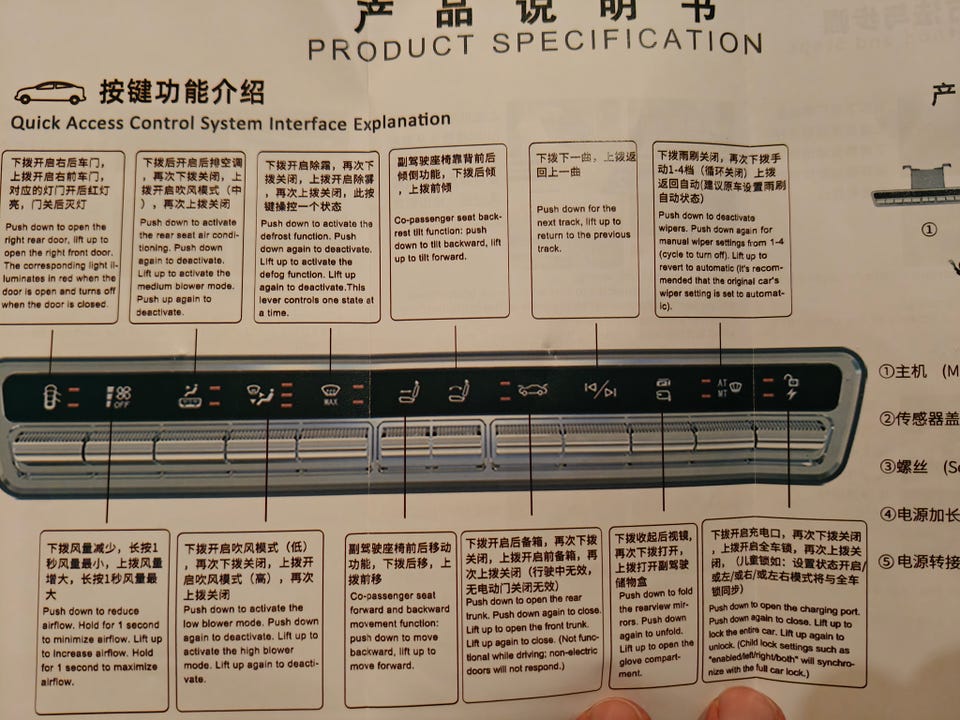 产品说明书
PRODUCT SPECIFICATION
按键功能介绍
Quick Access Control System Interface Explanation
下拨开启右后车门,
上拨开启右前车门,
对应的灯门开后红灯
亮,门关后灭灯
Push down to open the
right rear door, lift up to
open the right front door.
The corresponding light il-
luminates in red when the
door is open and turns off
when the door is closed.
下拨后开启后排空调
,再次下拨关闭,上
拨开启吹风模式(中
),再次上拨关闭
Push down to activate
the rear seat air condi-
tioning. Push down
again to deactivate.
Lift up to activate the
medium blower mode.
Push up again to
deactivate.
下拨开启除霜,再次下
拨关闭,上拨开启除雾
,再次上拨关闭,此按
键操控一个状态
Push down to activate the
defrost function. Push
down again to deactivate.
Lift up to activate the
defog function. Lift up
again to deactivate.This
lever controls one state at
a time.
副驾驶座椅靠背前后
倾倒功能,下拨后倾
,上拨前倾
Co-passenger seat back-
rest tilt function: push
down to tilt backward, lift
up to tilt forward.
下拨下一曲,上拨返
回上一曲
Push down for the
next track, lift up to
return to the previous
track.
下拨雨刷关闭,再次下拨手
动1-4档(循环关闭)上拨
返回自动(建议原车设置雨刷
自动状态)
Push down to deactivate
wipers. Push down again for
manual wiper settings from 1-4
(cycle to turn off). Lift up to
revert to automatic (it's recom-
mended that the original car's
wiper setting is set to automat-
ic).
产
①
OFF
MAX
AT
MT
①主机 (M
②传感器盖
③螺丝 (Sc
④电源加长
⑤电源转接
下拨风量减少,长按1
秒风量最小,上拨风量
增大,长按1秒风量最
大
Push down to reduce
airflow. Hold for 1 second
to minimize airflow. Lift up
to increase airflow. Hold
for 1 second to maximize
airflow.
下拨开启吹风模式(低)
,再次下拨关闭,上拨开
启吹风模式(高),再次
上拨关闭
Push down to activate the
low blower mode. Push down
again to deactivate. Lift up to
activate the high blower
mode. Lift up again to deacti-
vate.
副驾驶座椅前后移动
功能,下拨后移,上
拨前移
Co-passenger seat
forward and backward
movement function:
push down to move
backward, lift up to
move forward.
下拨开启后备箱,再次下拨关
闭,上拨开启前备箱,再
次上拨关闭(行驶中无效,
无电动门关闭无效)
Push down to open the rear
trunk. Push down again to close.
Lift up to open the front trunk.
Lift up again to close. (Not func-
tional while driving; non-electric
doors will not respond.)
下拨收起后视镜,
再次下拨打开,
上拨打开副驾驶
储物盒
Push down to fold
the rearview mir-
rors. Push down
again to unfold.
Lift up to open the
glove compart-
ment.
下拨开启充电口,再次下拨关闭
,上拨开启全车锁,再次上拨关
闭,(儿童锁如:设置状态开启/
或左/或右/或左右模式将与全车
锁同步)
Push down to open the charging port.
Push down again to close. Lift up to
lock the entire car. Lift up again to
unlock. (Child lock settings such as
"enabled/left/right/both" will synchro-
nize with the full car lock.)